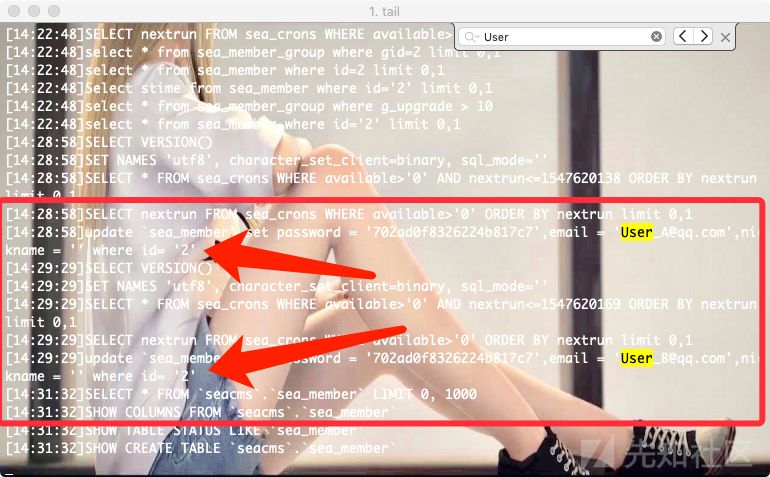 1. tail
User
[14:22:48]SELECT nextrun FROM sea_crons WHERE available>
[14:22:48]select * from sea_member_group where gid=2 limit 0,1
[14:22:48]select * from sea_member where id=2 limit 0,1
[14:22:48]Select stime from sea_member where id='2' limit 0,1
[14:22:48]select * from sea_member_group where g_upgrade > 10
[14:22:48]select * from sea_member where id='2' limit 0,1
[14:28:58]SELECT VERSION()
[14:28:58]SET NAMES 'utf8', character_set_client=binary, sql_mode=''
[14:28:58]SELECT * FROM sea_crons WHERE available>'0' AND nextrun<=1547620138 ORDER BY nextrun
limit 0,1
[14:28:58]SELECT nextrun FROM sea_crons WHERE available>'0' ORDER BY nextrun limit 0,1
[14:28:58]update `sea_member` set password = '702ad0f8326224b817c7',email = 'User_A@qq.com',nic
kname = '' where id= '2'
[14:29:29]SELECT VERSION()
[14:29:29]SET NAMES 'utf8', character_set_client=binary, sql_mode=''
[14:29:29]SELECT * FROM sea_crons WHERE available>'0' AND nextrun<=1547620169 ORDER BY nextrun
limit 0,1
[14:29:29]SELECT nextrun FROM sea_crons WHERE available>'0' ORDER BY nextrun limit 0,1
[14:29:29]update `sea_membe password = '702ad0f8326224b817c7',email = 'User_B@qq.com',nic
kname = '' where id= '2'
[14:31:32]SELECT * FROM `seacms`.`sea_member` LIMIT 0, 1000
[14:31:32]SHOW COLUMNS FROM `seacms`.`sea_member`
[14:31:32]SHOW TABLE STATUS LIKE `sea_member`
[14:31:32]SHOW CREATE TABLE `seacms`.`sea_member`
先知社区